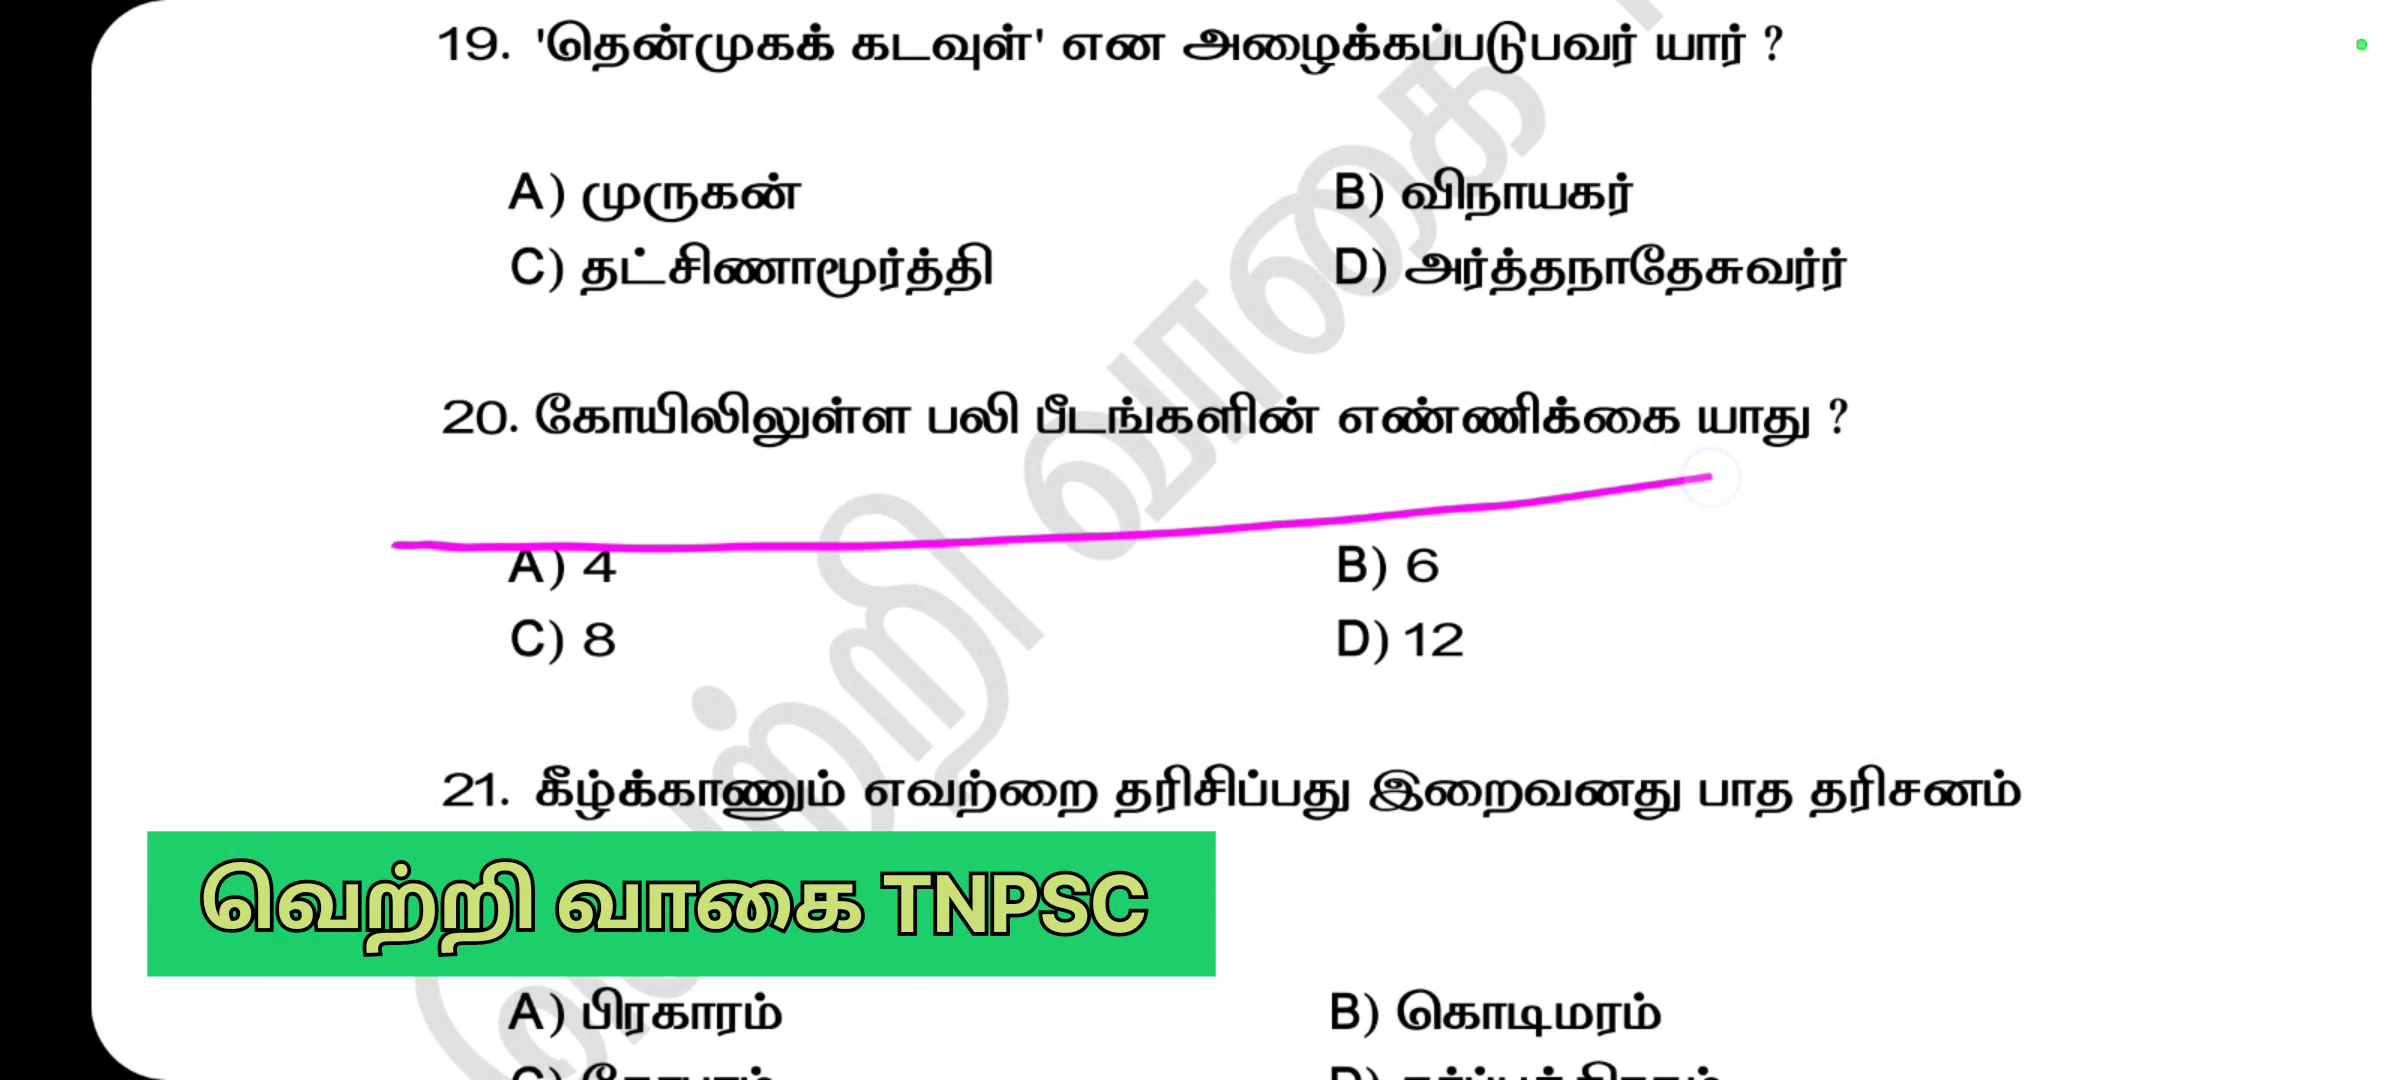 19. 'தென்முகக் கடவுள்' என அழைக்கப்படுபவர் யார் ?
A) முருகன் B) விநாயகர்
C) தட்சிணாமூர்த்தி D) அர்த்தநாதேசுவர்ர்
20. கோயிலிலுள்ள பலி பீடங்களின் எண்ணிக்கை யாது ?
A) 4 B) 6
C) 8 D) 12
21. கீழ்க்காணும் எவற்றை தரிசிப்பது இறைவனது பாத தரிசனம்
வெற்றி வாகை TNPSC
A) பிரகாரம் B) கொடிமரம்
C) D)
வெற்றி வாகை